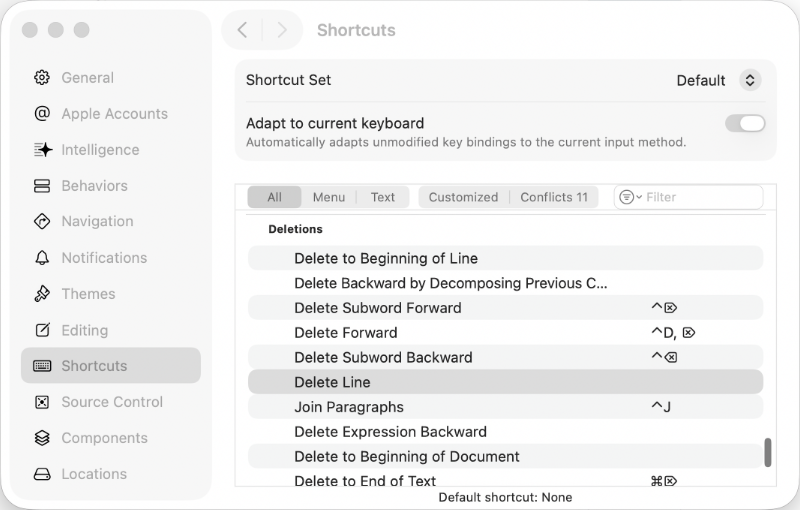 Shortcuts
General
@ Apple Accounts
Intelligence
Behaviors
Navigation
Notifications
Themes
Editing
Shortcuts
Source Control
Components
Locations
Shortcut Set Default
Adapt to current keyboard
Automatically adapts unmodified key bindings to the current input method.
All Menu Text Customized Conflicts 11 Filter
Deletions
Delete to Beginning of Line
Delete Backward by Decomposing Previous C...
Delete Subword Forward ^⌦
Delete Forward ^D, ⌦
Delete Subword Backward ^⌫
Delete Line
Join Paragraphs ^J
Delete Expression Backward
Delete to Beginning of Document
Delete to End of Text ⌘⌦
Default shortcut: None